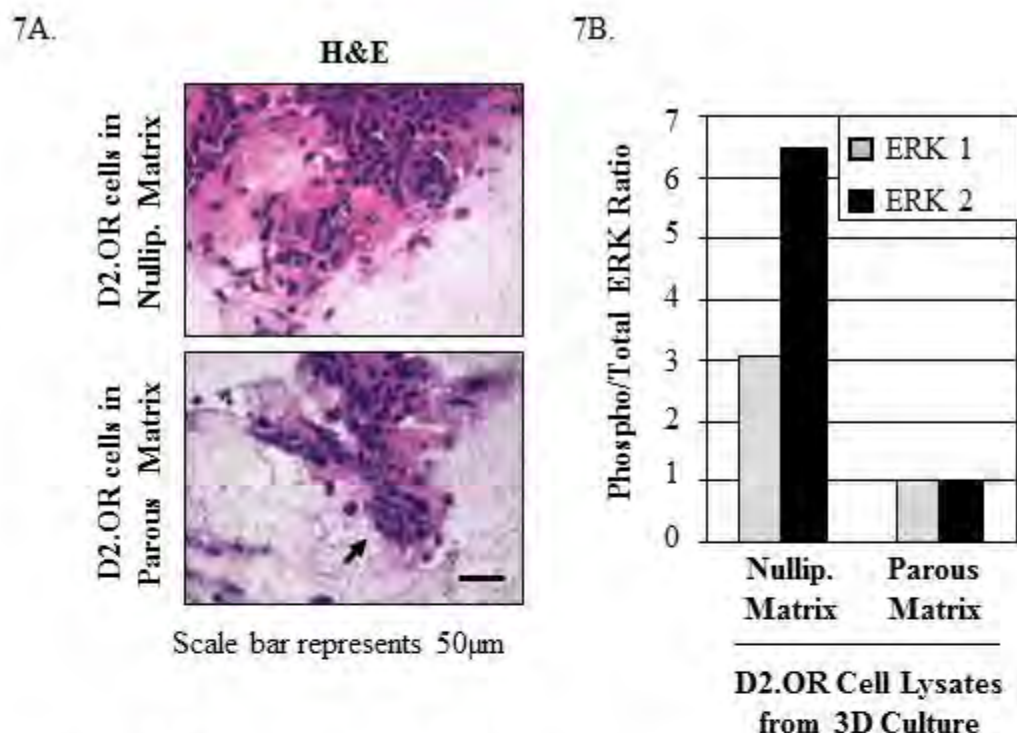 7A.
H&E
D2.OR cells in
Nullip. Matrix
D2.OR cells in
Parous Matrix
Scale bar represents 50μm
7B.
Phospho/Total ERK Ratio
7
6
5
4
3
2
1
0
ERK 1
ERK 2
Nullip.
Matrix
Parous
Matrix
D2.OR Cell Lysates
from 3D Culture